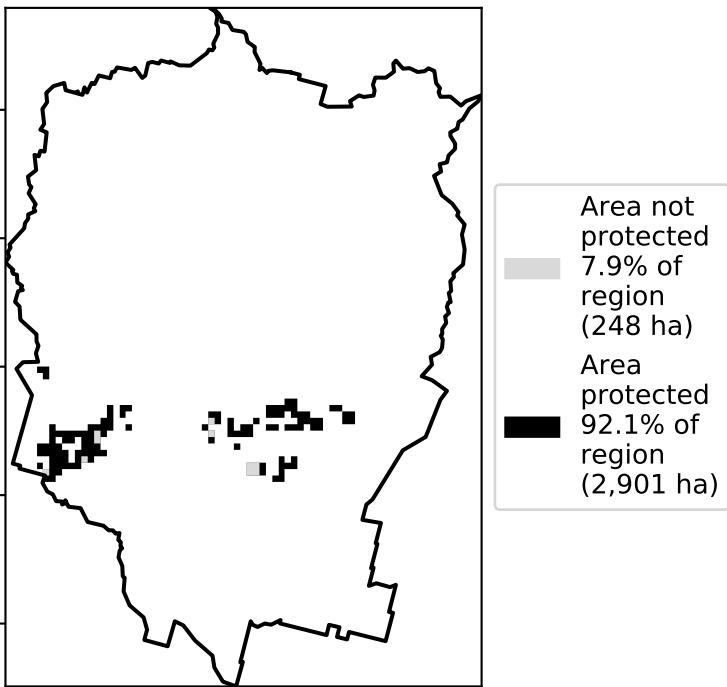 Area not
protected
7.9% of
region
(248 ha)
Area
protected
92.1% of
region
(2,901 ha)